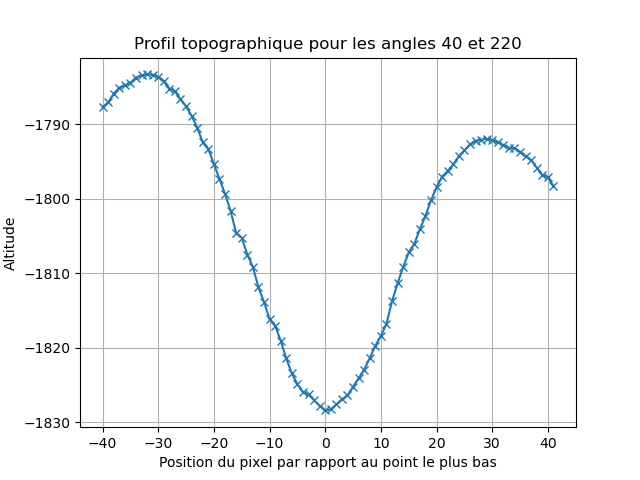 Profil topographique pour les angles 40 et 220
−1790
−1800
−1810
−1820
−1830
Altitude
−40 −30 −20 −10 0 10 20 30 40
Position du pixel par rapport au point le plus bas